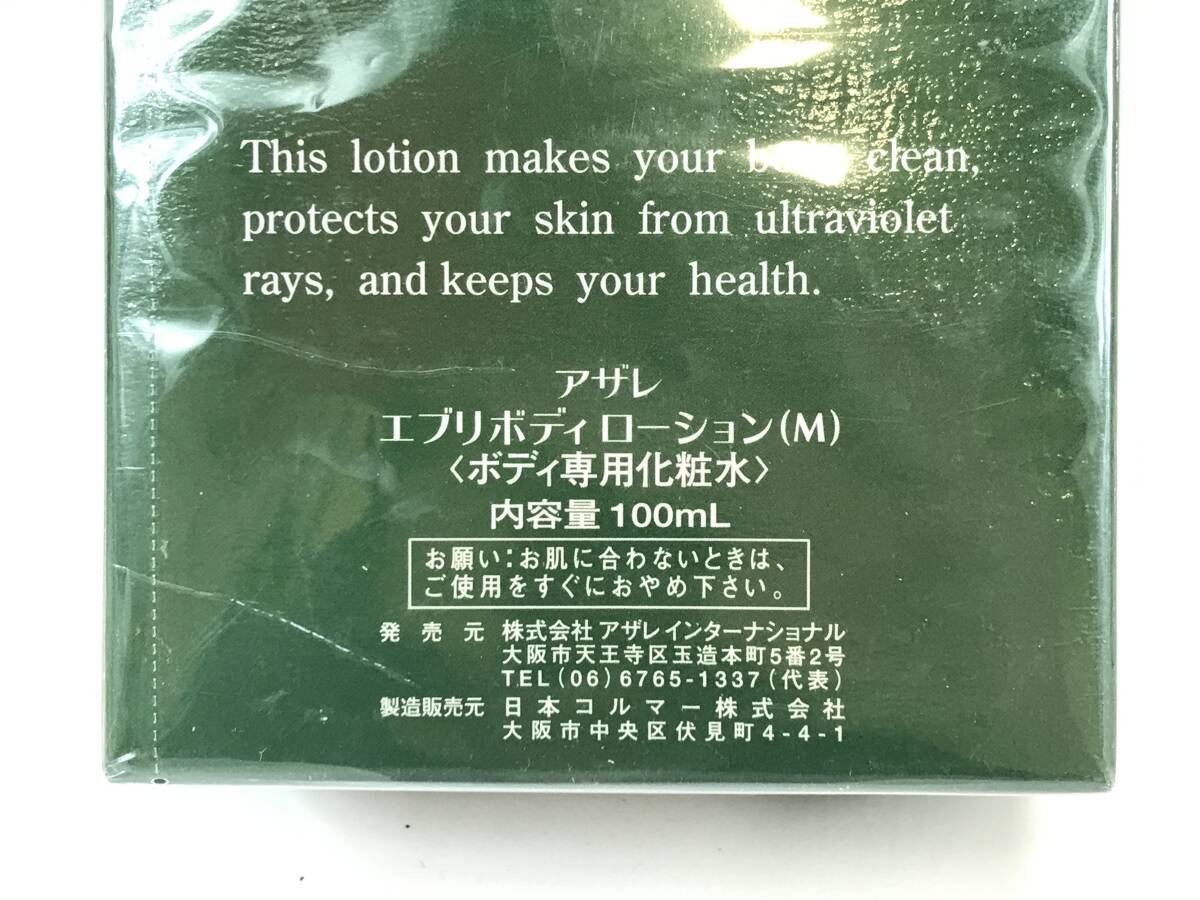 This lotion makes your body clean,
protects your skin from ultraviolet
rays, and keeps your health.
アザレ
エブリボディローション(M)
〈ボディ専用化粧水〉
内容量 100mL
お願い:お肌に合わないときは、
ご使用をすぐにおやめ下さい。
発売元 株式会社アザレインターナショナル
大阪市天王寺区玉造本町5番2号
TEL(06)6765-1337(代表)
製造販売元 日本コルマー株式会社
大阪市中央区伏見町4-4-1